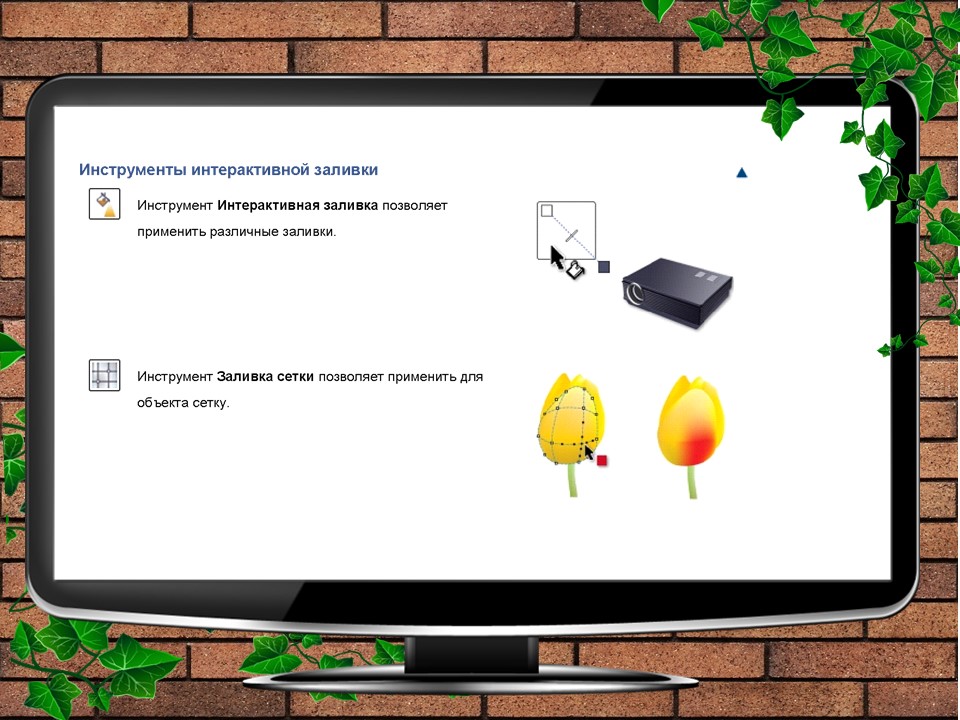 Инструменты интерактивной заливки
Инструмент Интерактивная заливка позволяет
применить различные заливки.
Инструмент Заливка сетки позволяет применить для
объекта сетку.